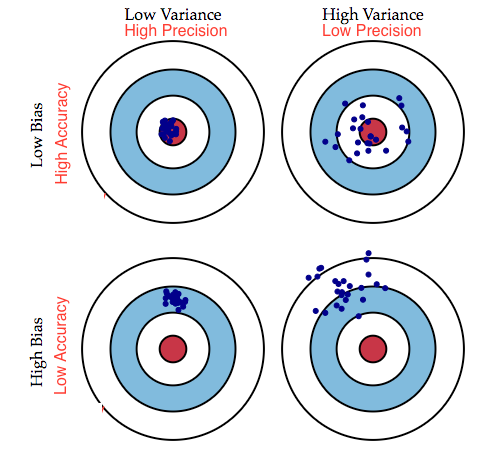 Low Variance
High Precision
High Variance
Low Precision
Low Bias
High Accuracy
High Bias
Low Accuracy